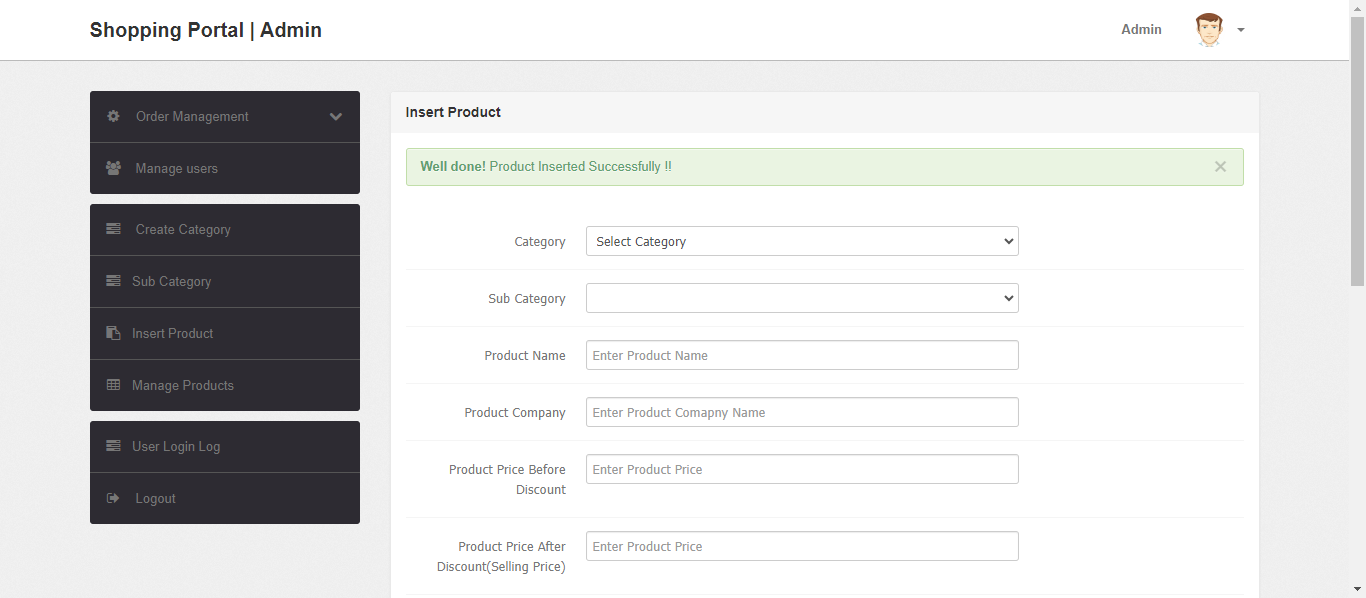 Shopping Portal | Admin
Admin
Order Management
Manage users
Create Category
Sub Category
Insert Product
Manage Products
User Login Log
Logout
Insert Product
Well done! Product Inserted Successfully !!
×
Category
Select Category
Sub Category
Product Name
Enter Product Name
Product Company
Enter Product Comapny Name
Product Price Before
Discount
Enter Product Price
Product Price After
Discount(Selling Price)
Enter Product Price